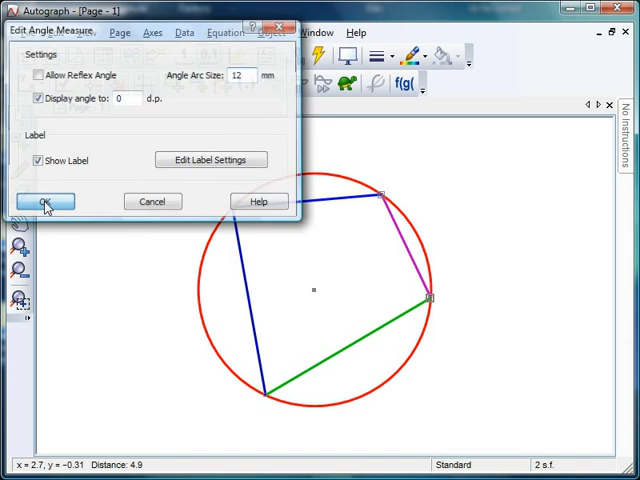 Autograph - [Page - 1]
Edit Angle Measure
Page Axes Data Equation Object Window Help
Settings
Allow Reflex Angle Angle Arc Size: 12 mm
Display angle to: 0 d.p.
Label
Show Label Edit Label Settings
OK Cancel Help
f(g(
No Instructions
x = 2.7, y = −0.31 Distance: 4.9 Standard 2 s.f.